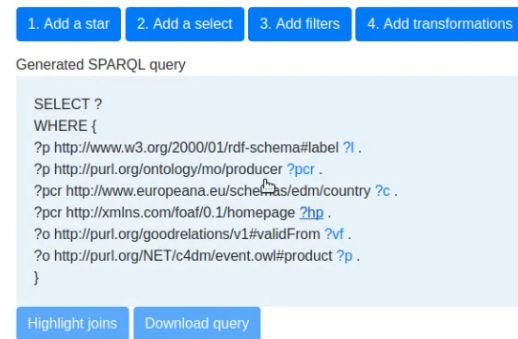 1. Add a star 2. Add a select 3. Add filters 4. Add transformations
Generated SPARQL query
SELECT ?
WHERE {
?p http://www.w3.org/2000/01/rdf-schema#label ?l .
?p http://purl.org/ontology/mo/producer ?pcr .
?pcr http://www.europeana.eu/schemas/edm/country ?c .
?pcr http://xmlns.com/foaf/0.1/homepage ?hp .
?o http://purl.org/goodrelations/v1#validFrom ?vf .
?o http://purl.org/NET/c4dm/event.owl#product ?p .
}
Highlight joins Download query